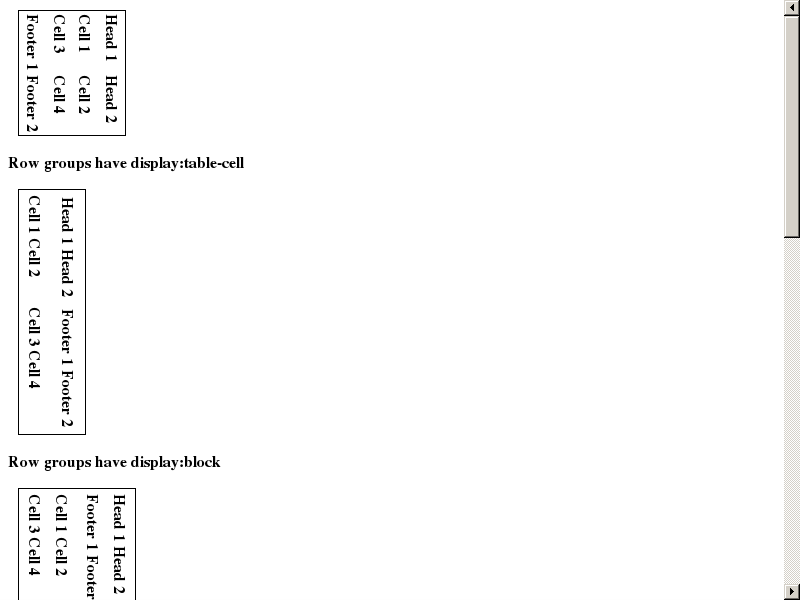 Head 1 Head 2
Cell 1 Cell 2
Cell 3 Cell 4
Footer 1 Footer 2
Row groups have display:table-cell
Head 1 Head 2 Footer 1 Footer 2
Cell 1 Cell 2 Cell 3 Cell 4
Row groups have display:block
Head 1 Head 2
Footer 1 Footer
Cell 1 Cell 2
Cell 3 Cell 4